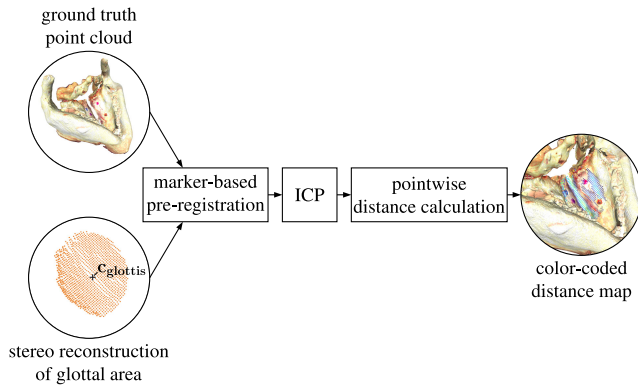 ground truth
point cloud
marker-based
pre-registration
ICP
pointwise
distance calculation
color-coded
distance map
c_glottis
stereo reconstruction
of glottal area